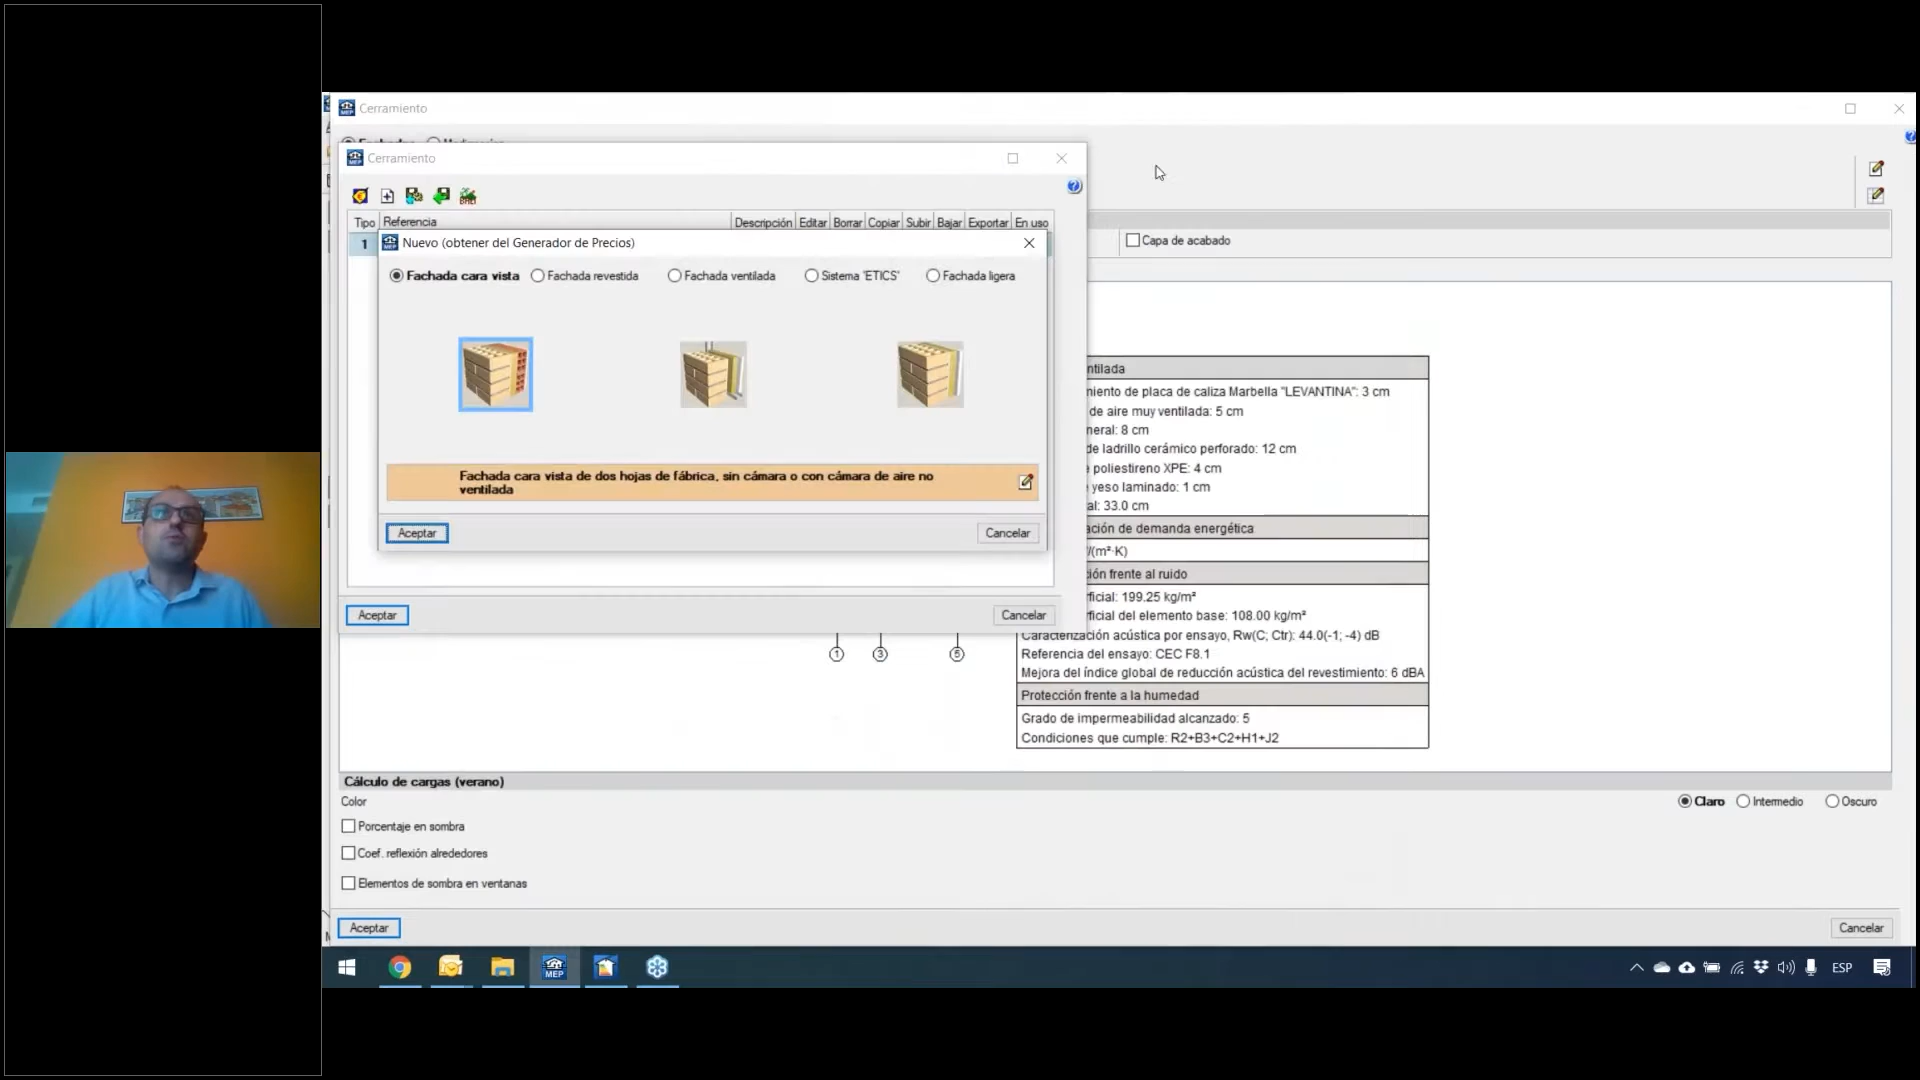 Cerramiento
Cerramiento
Tipo Referencia Descripción Editar Borrar Copiar Subir Bajar Exportar En uso
1
Nuevo (obtener del Generador de Precios)
Fachada cara vista Fachada revestida Fachada ventilada Sistema 'ETICS' Fachada ligera
Fachada cara vista de dos hojas de fábrica, sin cámara o con cámara de aire no
ventilada
Aceptar Cancelar
Aceptar Cancelar
Capa de acabado
ntilada
miento de placa de caliza Marbella "LEVANTINA": 3 cm
de aire muy ventilada: 5 cm
neral: 8 cm
de ladrillo cerámico perforado: 12 cm
poliestireno XPE: 4 cm
yeso laminado: 1 cm
al: 33.0 cm
ación de demanda energética
/(m²·K)
ión frente al ruido
rficial: 199.25 kg/m²
rficial del elemento base: 108.00 kg/m²
Caracterización acústica por ensayo, Rw(C; Ctr): 44.0(-1; -4) dB
Referencia del ensayo: CEC F8.1
Mejora del índice global de reducción acústica del revestimiento: 6 dBA
Protección frente a la humedad
Grado de impermeabilidad alcanzado: 5
Condiciones que cumple: R2+B3+C2+H1+J2
1 3 5
Cálculo de cargas (verano)
Color Claro Intermedio Oscuro
Porcentaje en sombra
Coef. reflexión alrededores
Elementos de sombra en ventanas
Aceptar Cancelar
MEP
ESP